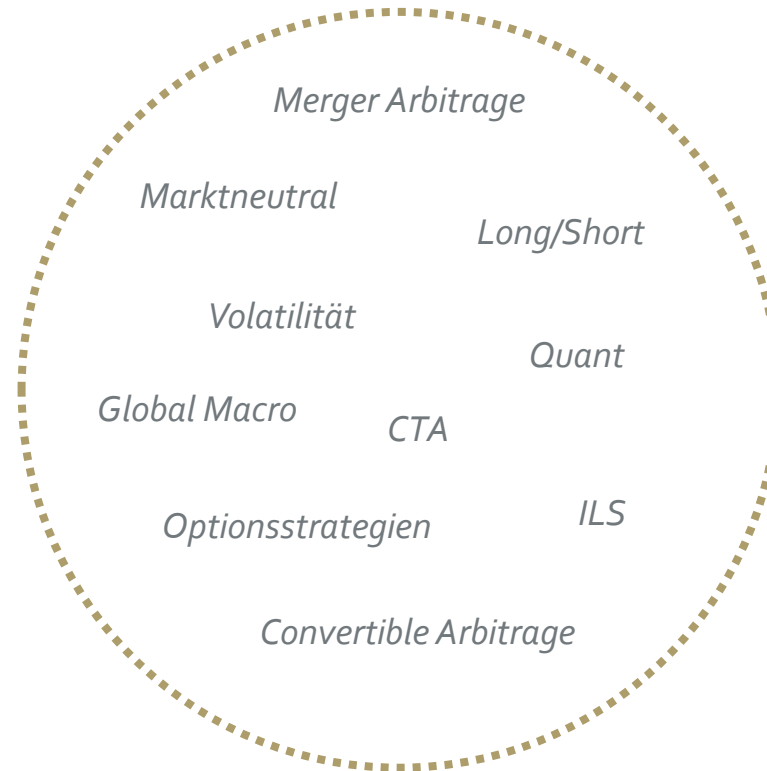 Merger Arbitrage
Marktneutral
Long/Short
Volatilität
Quant
Global Macro
CTA
Optionsstrategien
ILS
Convertible Arbitrage